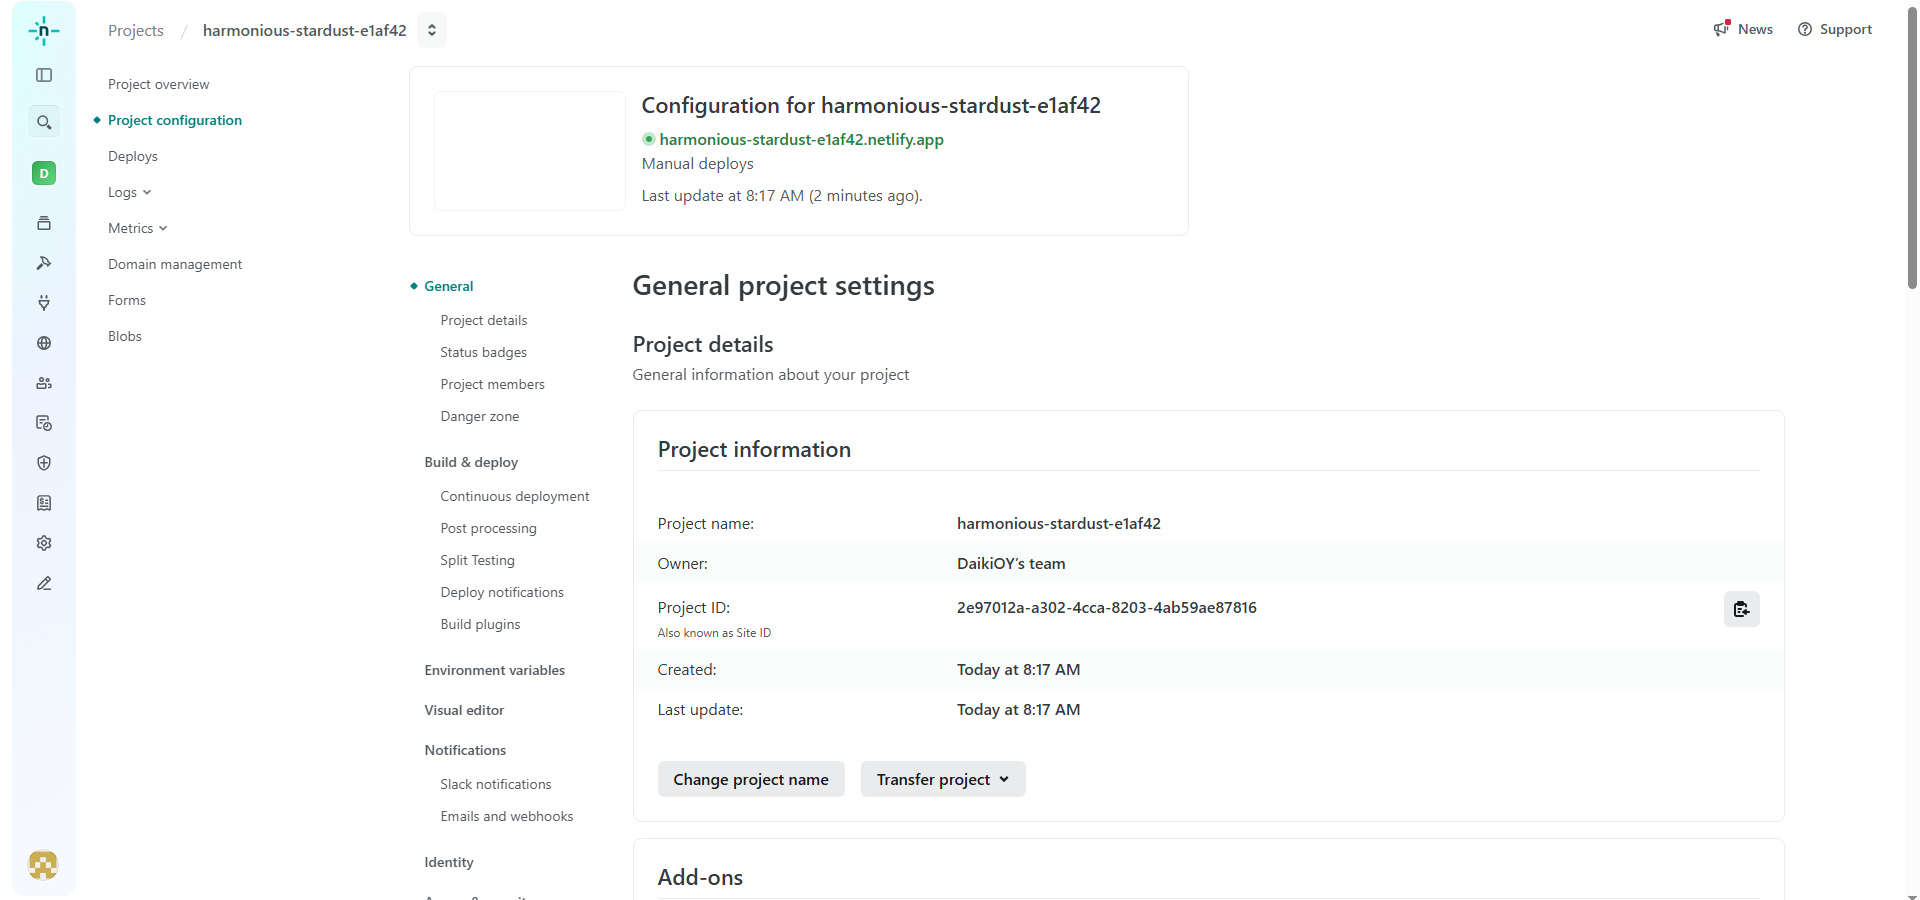 Projects / harmonious-stardust-e1af42
News
Support
n
D
Project overview
Project configuration
Deploys
Logs
Metrics
Domain management
Forms
Blobs
Configuration for harmonious-stardust-e1af42
harmonious-stardust-e1af42.netlify.app
Manual deploys
Last update at 8:17 AM (2 minutes ago).
General
Project details
Status badges
Project members
Danger zone
Build & deploy
Continuous deployment
Post processing
Split Testing
Deploy notifications
Build plugins
Environment variables
Visual editor
Notifications
Slack notifications
Emails and webhooks
Identity
General project settings
Project details
General information about your project
Project information
Project name: harmonious-stardust-e1af42
Owner: DaikiOY's team
Project ID: 2e97012a-a302-4cca-8203-4ab59ae87816
Also known as Site ID
Created: Today at 8:17 AM
Last update: Today at 8:17 AM
Change project name
Transfer project
Add-ons